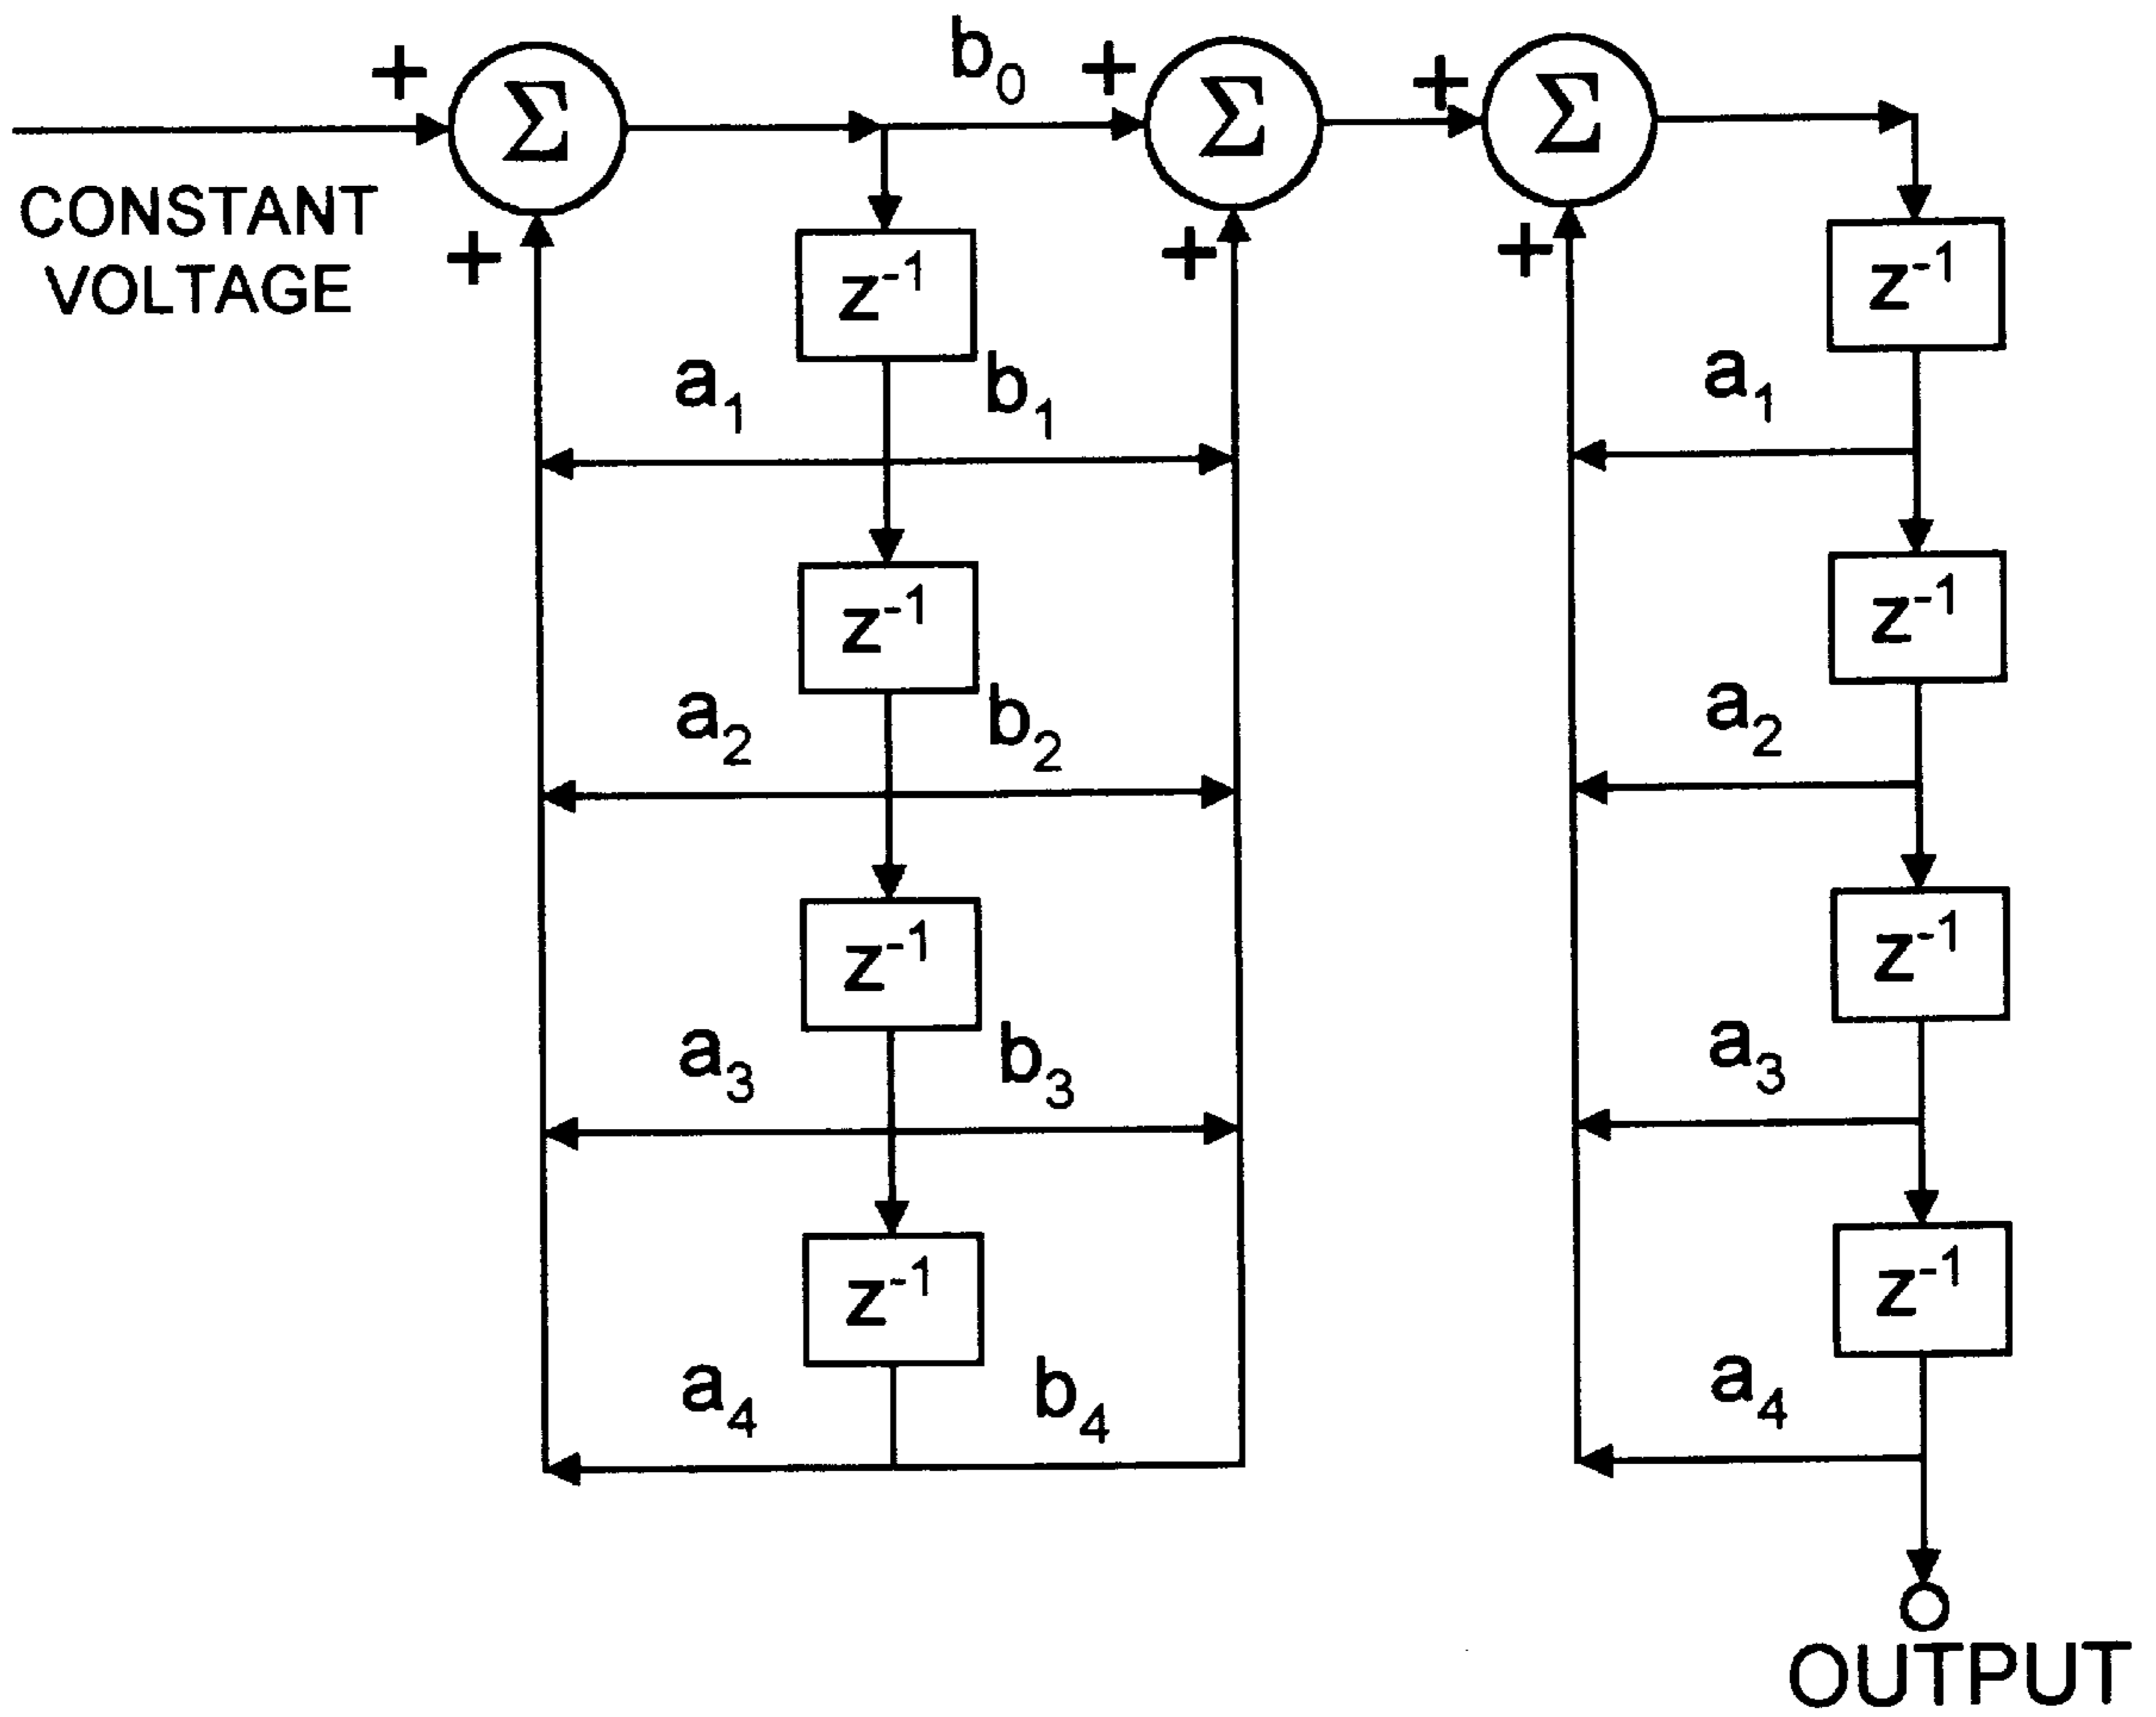 b₀
+ + +
Σ Σ Σ
CONSTANT
VOLTAGE
+ + +
z⁻¹ z⁻¹
a₁ b₁ a₁
z⁻¹ z⁻¹
a₂ b₂ a₂
z⁻¹ z⁻¹
a₃ b₃ a₃
z⁻¹ z⁻¹
a₄ b₄ a₄
OUTPUT